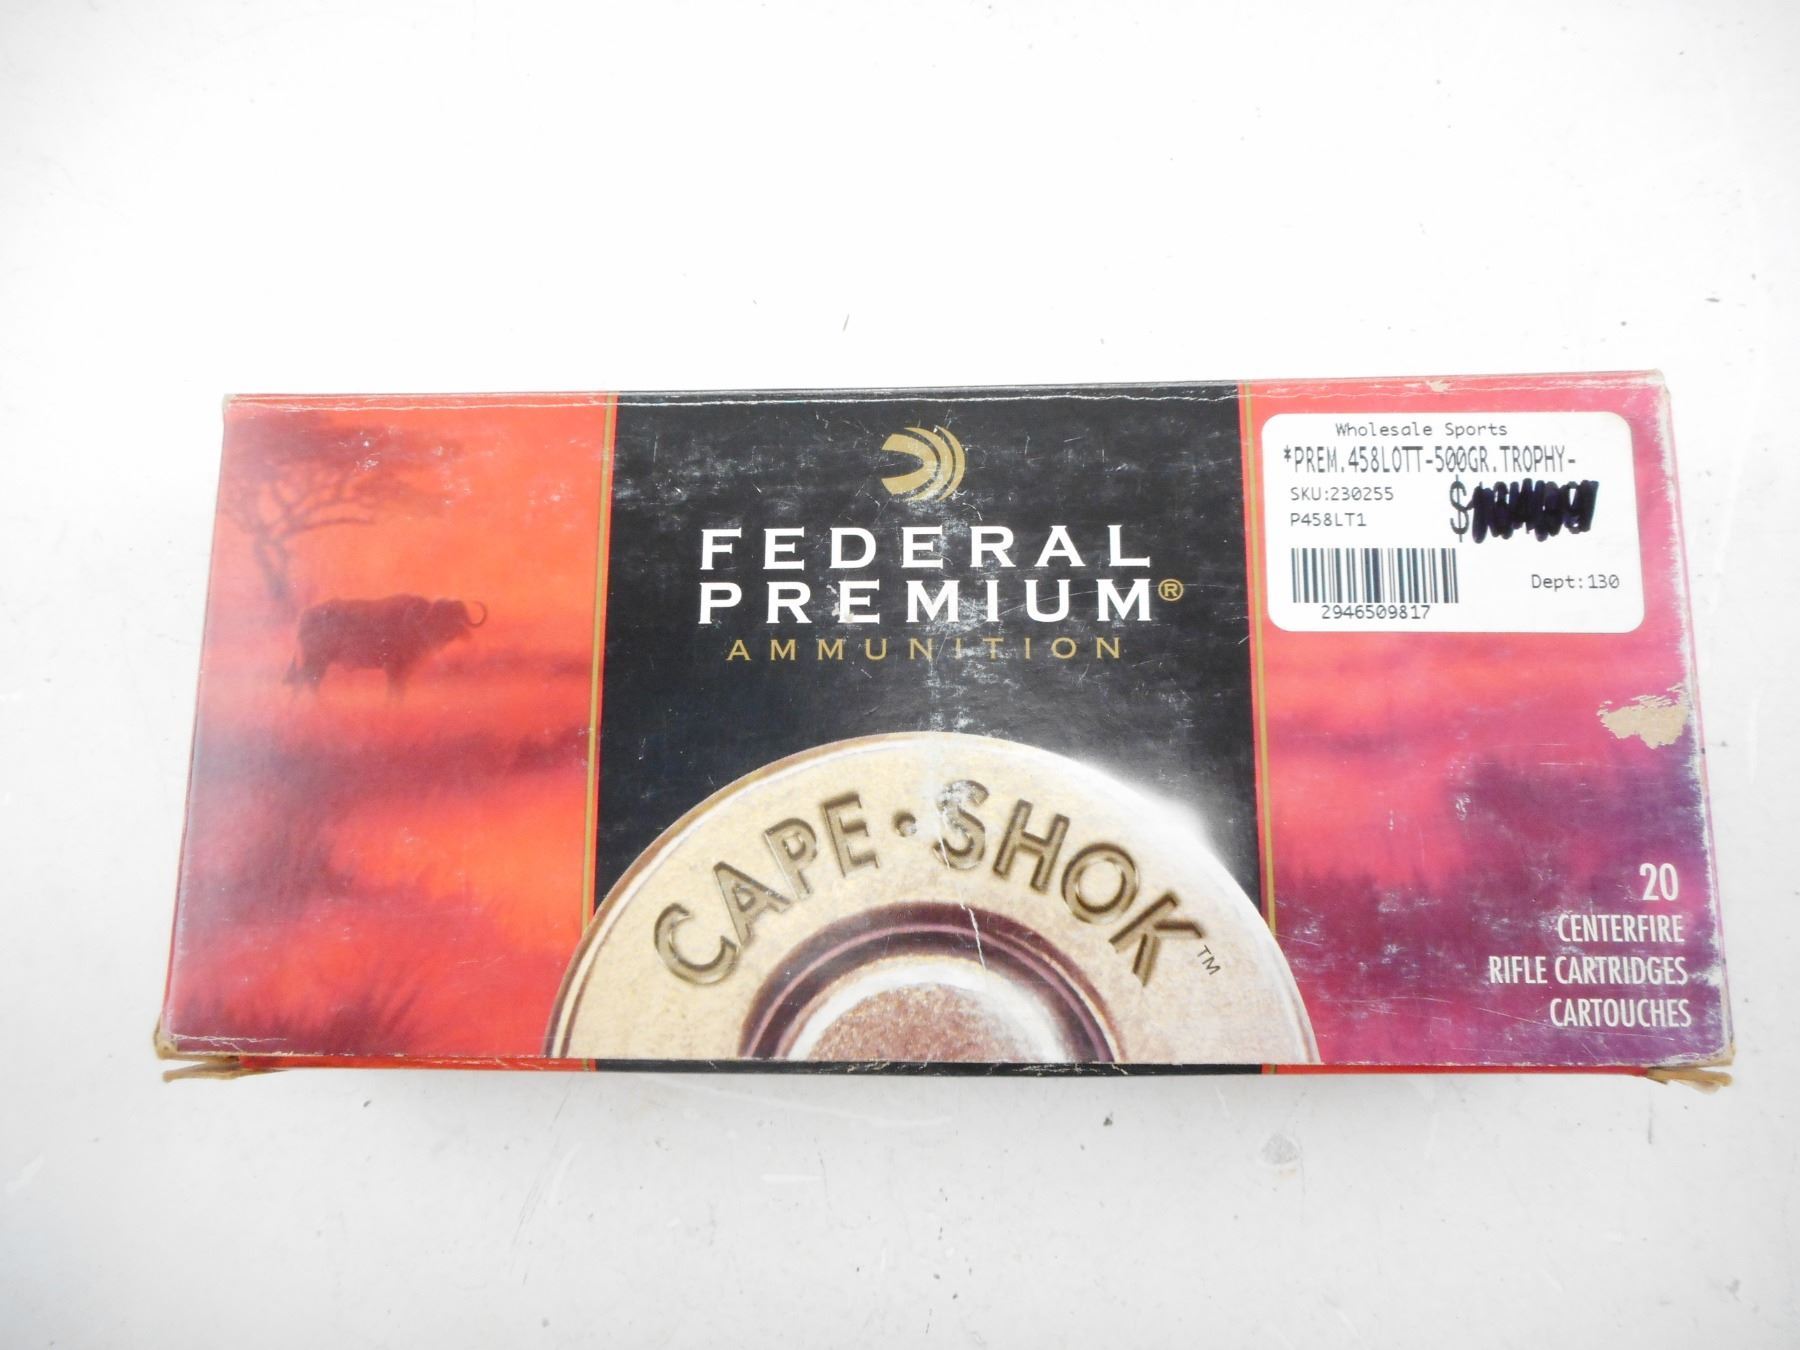 FEDERAL
PREMIUM®
AMMUNITION
CAPE·SHOK™
Wholesale Sports
*PREM.458LOTT-500GR.TROPHY-
SKU:230255
$
P458LT1
Dept:130
2946509817
20
CENTERFIRE
RIFLE CARTRIDGES
CARTOUCHES